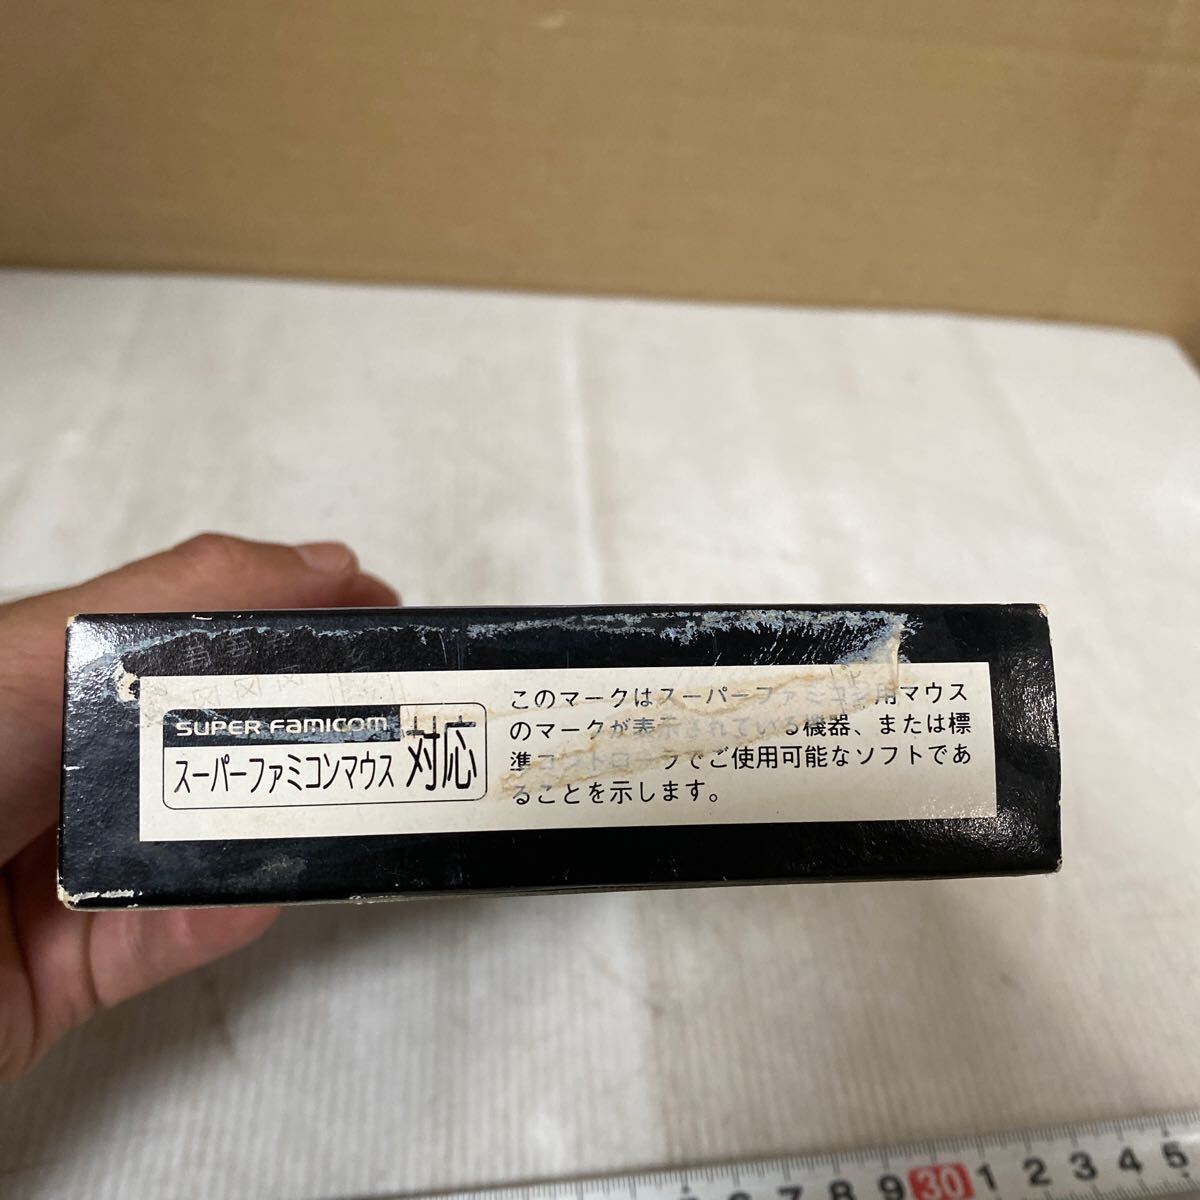 SUPER FAMICOM
スーパーファミコンマウス 対応
このマークはスーパーファミコン用マウス
のマークが表示されている機器、または標
準コントローラでご使用可能なソフトであ
ることを示します。
7 8 9 30 1 2 3 4 5